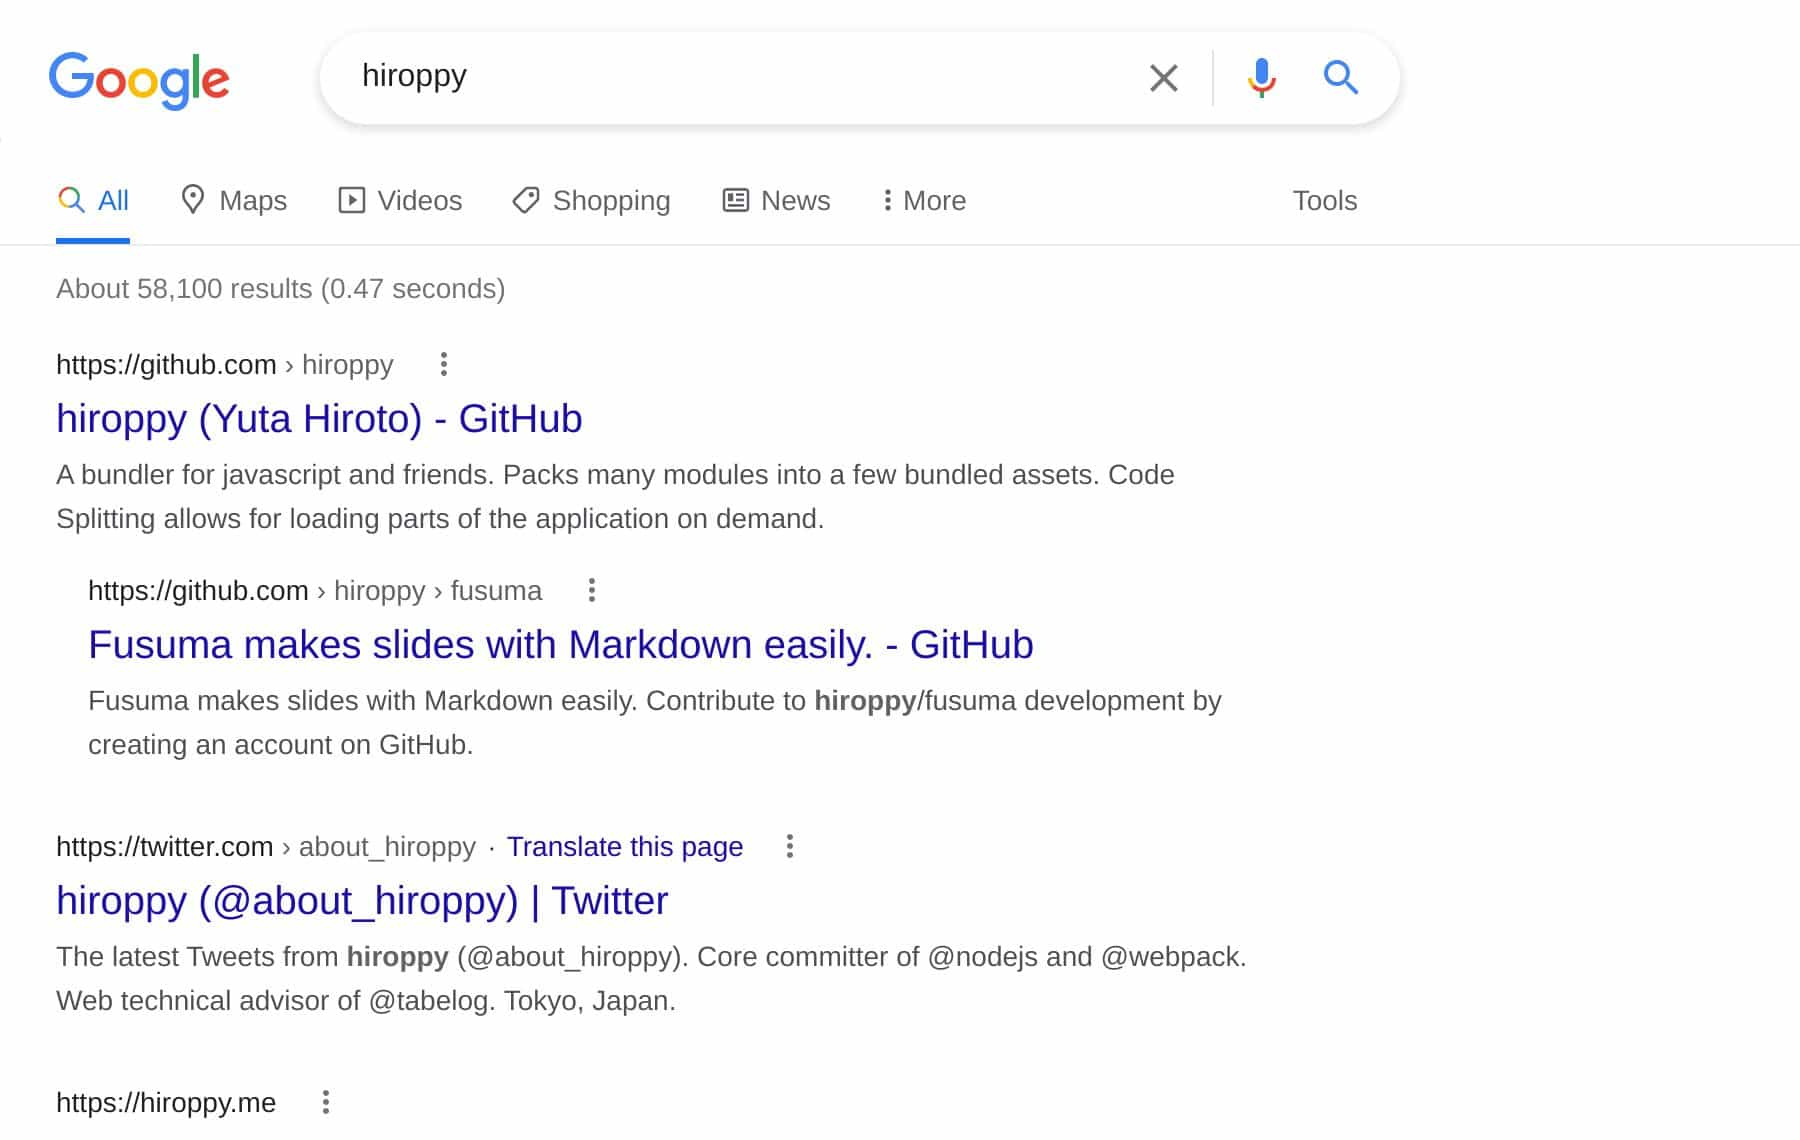 Google
hiroppy
All Maps Videos Shopping News More Tools
About 58,100 results (0.47 seconds)
https://github.com › hiroppy
hiroppy (Yuta Hiroto) - GitHub
A bundler for javascript and friends. Packs many modules into a few bundled assets. Code
Splitting allows for loading parts of the application on demand.
https://github.com › hiroppy › fusuma
Fusuma makes slides with Markdown easily. - GitHub
Fusuma makes slides with Markdown easily. Contribute to hiroppy/fusuma development by
creating an account on GitHub.
https://twitter.com › about_hiroppy · Translate this page
hiroppy (@about_hiroppy) | Twitter
The latest Tweets from hiroppy (@about_hiroppy). Core committer of @nodejs and @webpack.
Web technical advisor of @tabelog. Tokyo, Japan.
https://hiroppy.me